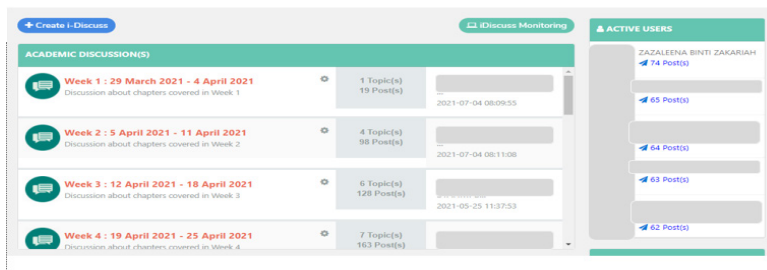 + Create i-Discuss
iDiscuss Monitoring
ACADEMIC DISCUSSION(S)
Week 1 : 29 March 2021 - 4 April 2021
Discussion about chapters covered in Week 1
1 Topic(s)
19 Post(s)
2021-07-04 08:09:55
Week 2 : 5 April 2021 - 11 April 2021
Discussion about chapters covered in Week 2
4 Topic(s)
98 Post(s)
2021-07-04 08:11:08
Week 3 : 12 April 2021 - 18 April 2021
Discussion about chapters covered in Week 3
6 Topic(s)
128 Post(s)
2021-05-25 11:37:53
Week 4 : 19 April 2021 - 25 April 2021
Discussion about chapters covered in Week 4
7 Topic(s)
163 Post(s)
ACTIVE USERS
ZAZALEENA BINTI ZAKARIAH
74 Post(s)
65 Post(s)
64 Post(s)
63 Post(s)
62 Post(s)